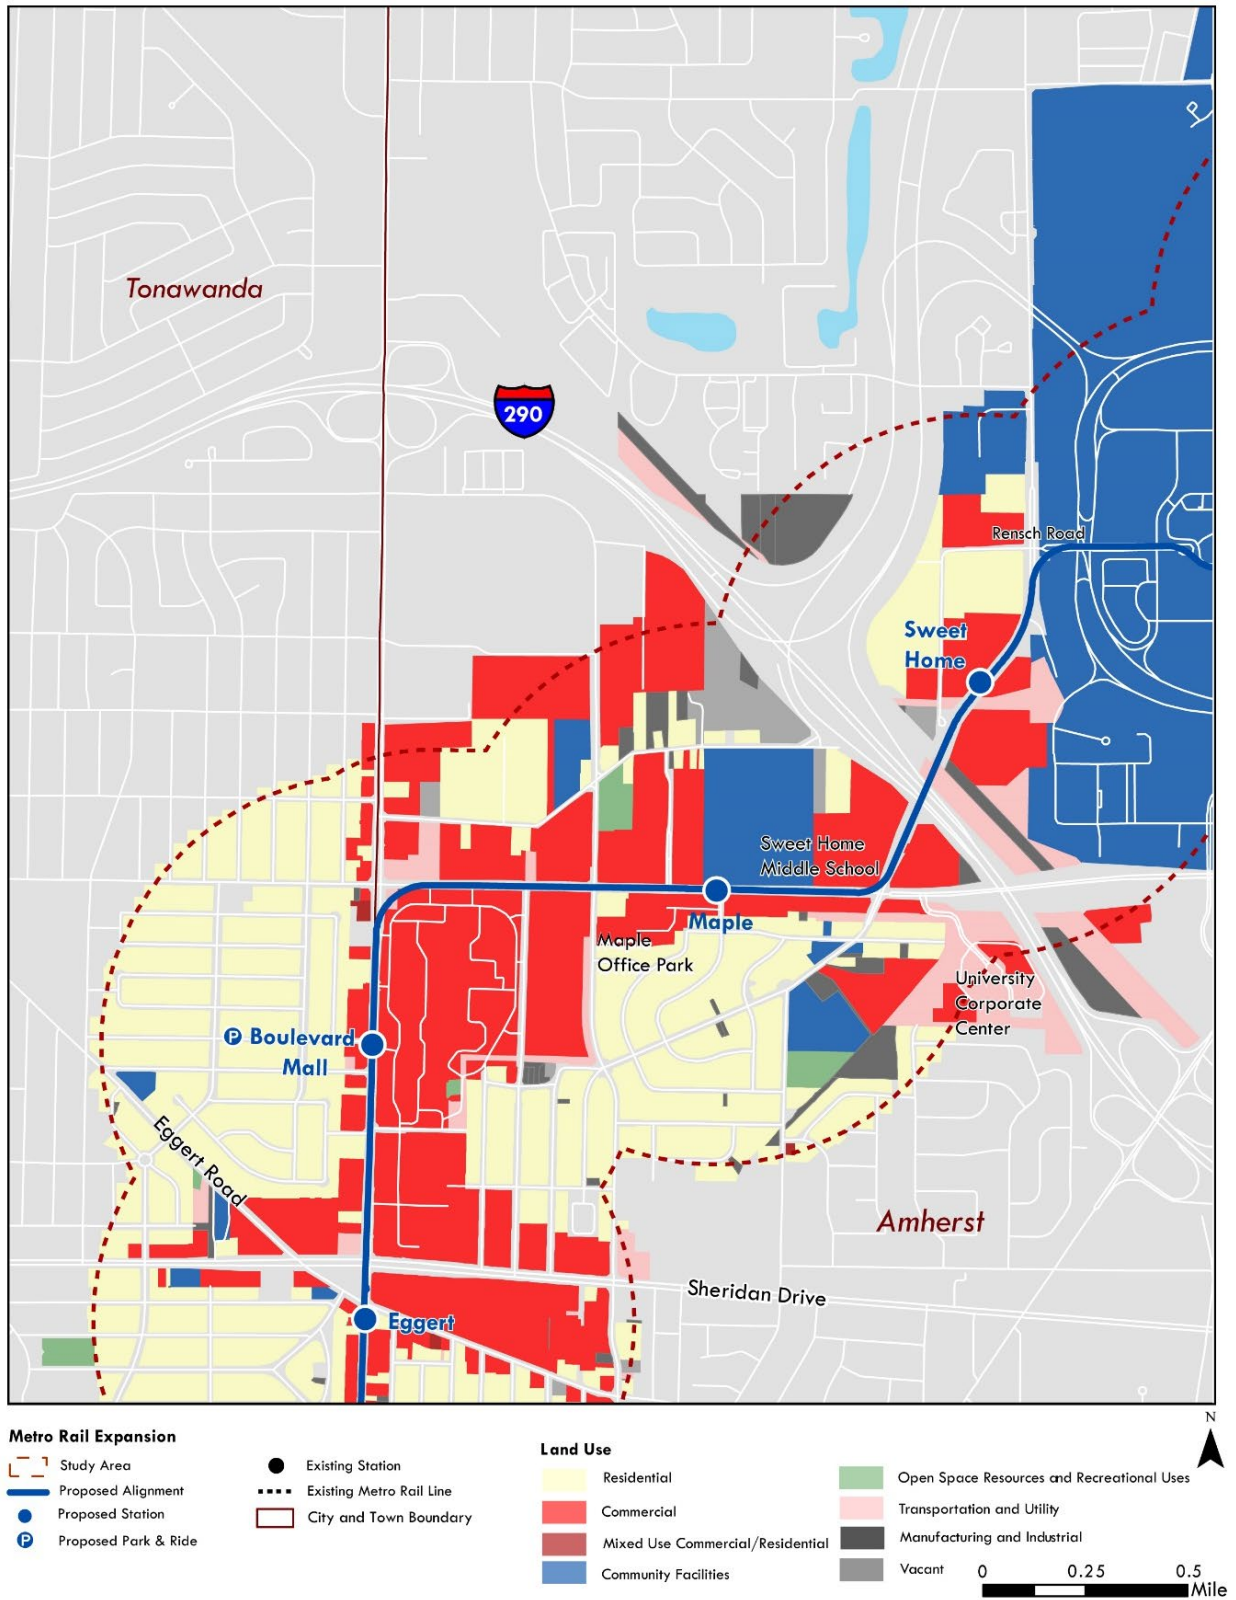 Tonawanda
290
Rensch Road
Sweet
Home
Sweet Home
Middle School
Maple
Maple
Office Park
University
Corporate
Center
P Boulevard
Mall
Eggert Road
Amherst
Sheridan Drive
Eggert
N
Metro Rail Expansion
Study Area
Proposed Alignment
Proposed Station
P Proposed Park & Ride
Existing Station
Existing Metro Rail Line
City and Town Boundary
Land Use
Residential
Commercial
Mixed Use Commercial/Residential
Community Facilities
Open Space Resources and Recreational Uses
Transportation and Utility
Manufacturing and Industrial
Vacant
0 0.25 0.5
Mile